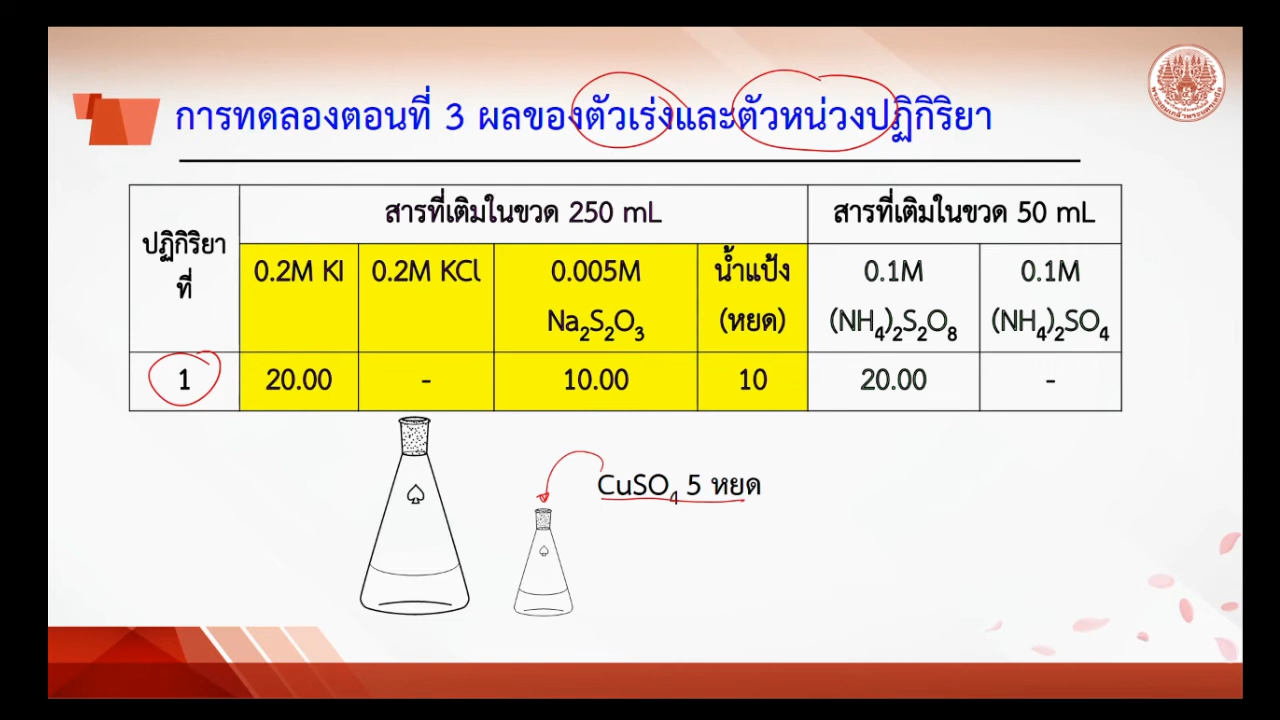 การทดลองตอนที่ 3 ผลของตัวเร่งและตัวหน่วงปฏิกิริยา
ปฏิกิริยา
ที่
สารที่เติมในขวด 250 mL
สารที่เติมในขวด 50 mL
0.2M KI
0.2M KCl
0.005M
Na₂S₂O₃
น้ำแป้ง
(หยด)
0.1M
(NH₄)₂S₂O₈
0.1M
(NH₄)₂SO₄
1
20.00
-
10.00
10
20.00
-
CuSO₄ 5 หยด